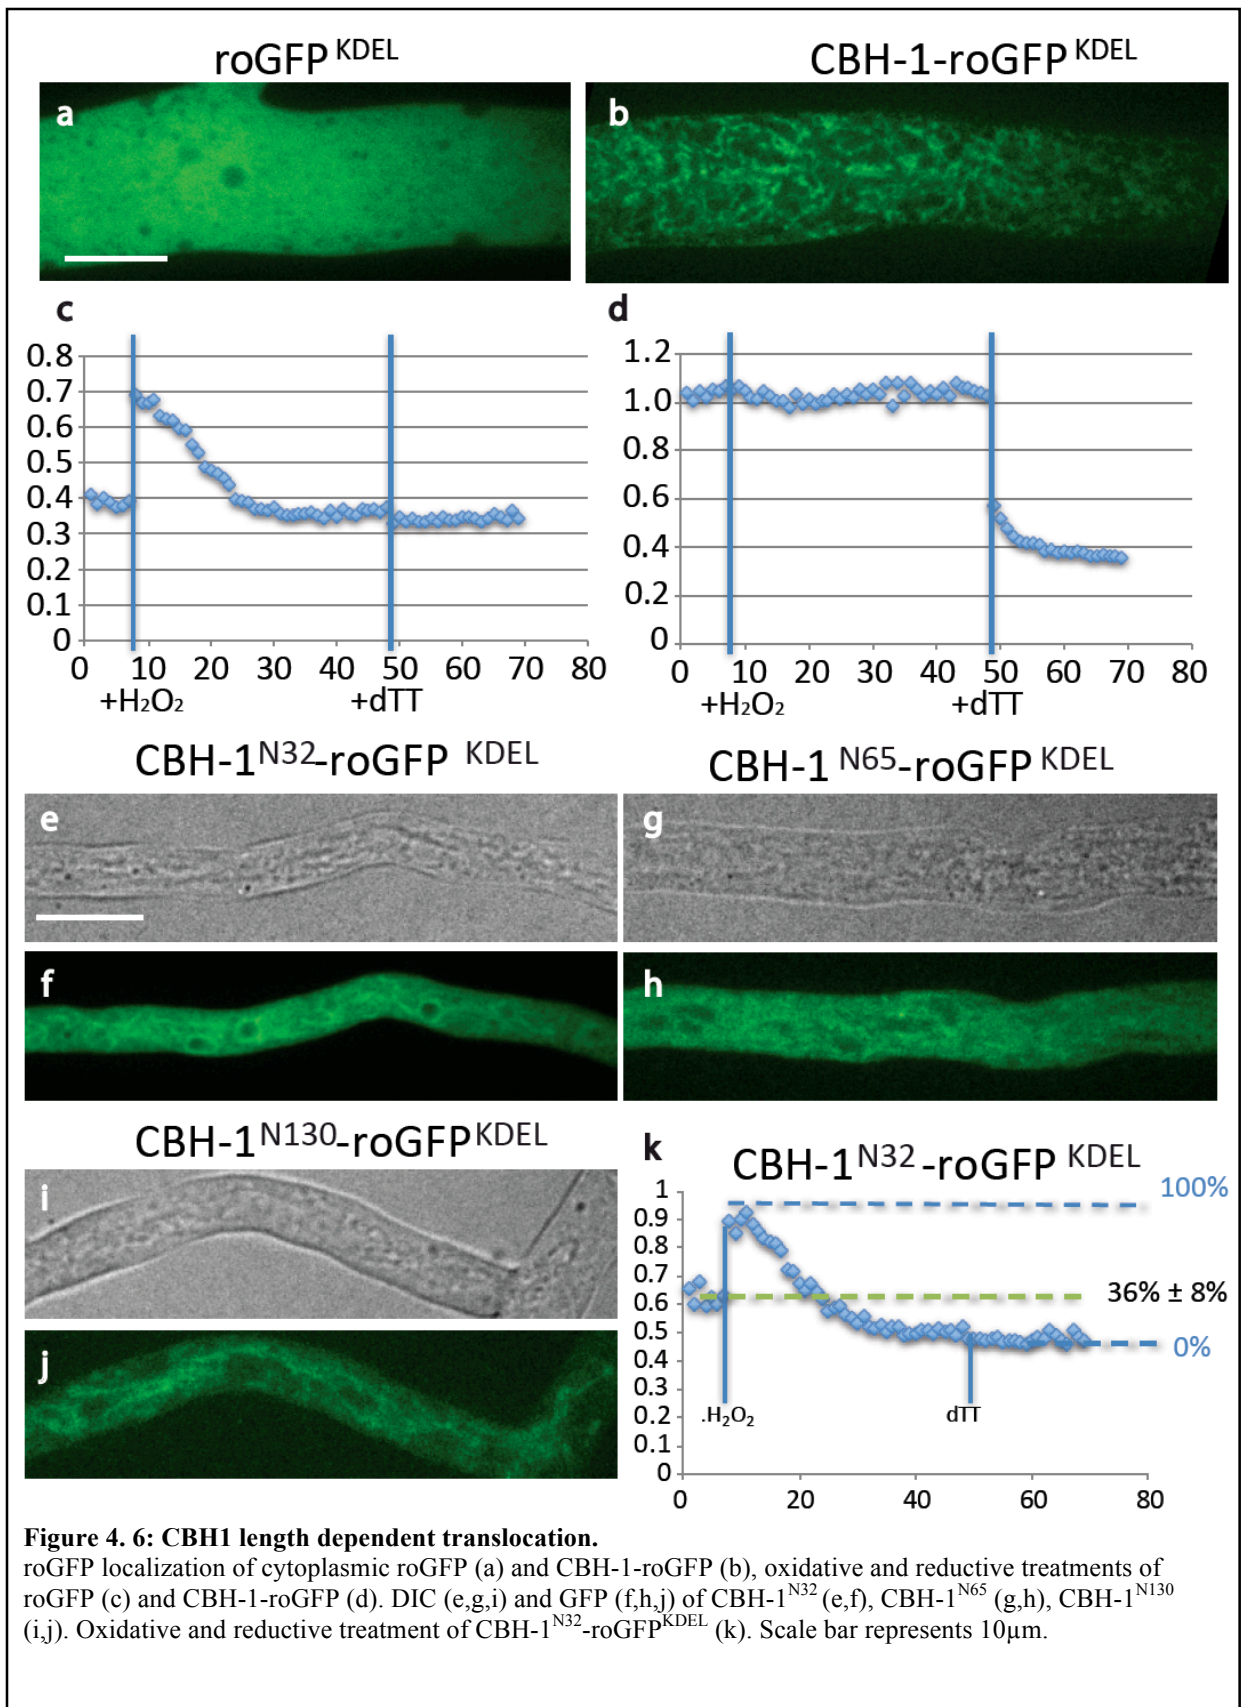 roGFP KDEL
CBH-1-roGFP KDEL
a
b
c
0.8
0.7
0.6
0.5
0.4
0.3
0.2
0.1
0
0 10 20 30 40 50 60 70 80
+H₂O₂ +dTT
d
1.2
1.0
0.8
0.6
0.4
0.2
0
0 10 20 30 40 50 60 70 80
+H₂O₂ +dTT
CBH-1 N32-roGFP KDEL
CBH-1 N65-roGFP KDEL
e
g
f
h
CBH-1 N130-roGFP KDEL
i
j
k
CBH-1 N32-roGFP KDEL
1
0.9
0.8
0.7
0.6
0.5
0.4
0.3
0.2
0.1
0
100%
36% ± 8%
0%
.H₂O₂ dTT
0 20 40 60 80
Figure 4. 6: CBH1 length dependent translocation.
roGFP localization of cytoplasmic roGFP (a) and CBH-1-roGFP (b), oxidative and reductive treatments of
roGFP (c) and CBH-1-roGFP (d). DIC (e,g,i) and GFP (f,h,j) of CBH-1N32 (e,f), CBH-1N65 (g,h), CBH-1N130
(i,j). Oxidative and reductive treatment of CBH-1N32-roGFPKDEL (k). Scale bar represents 10μm.